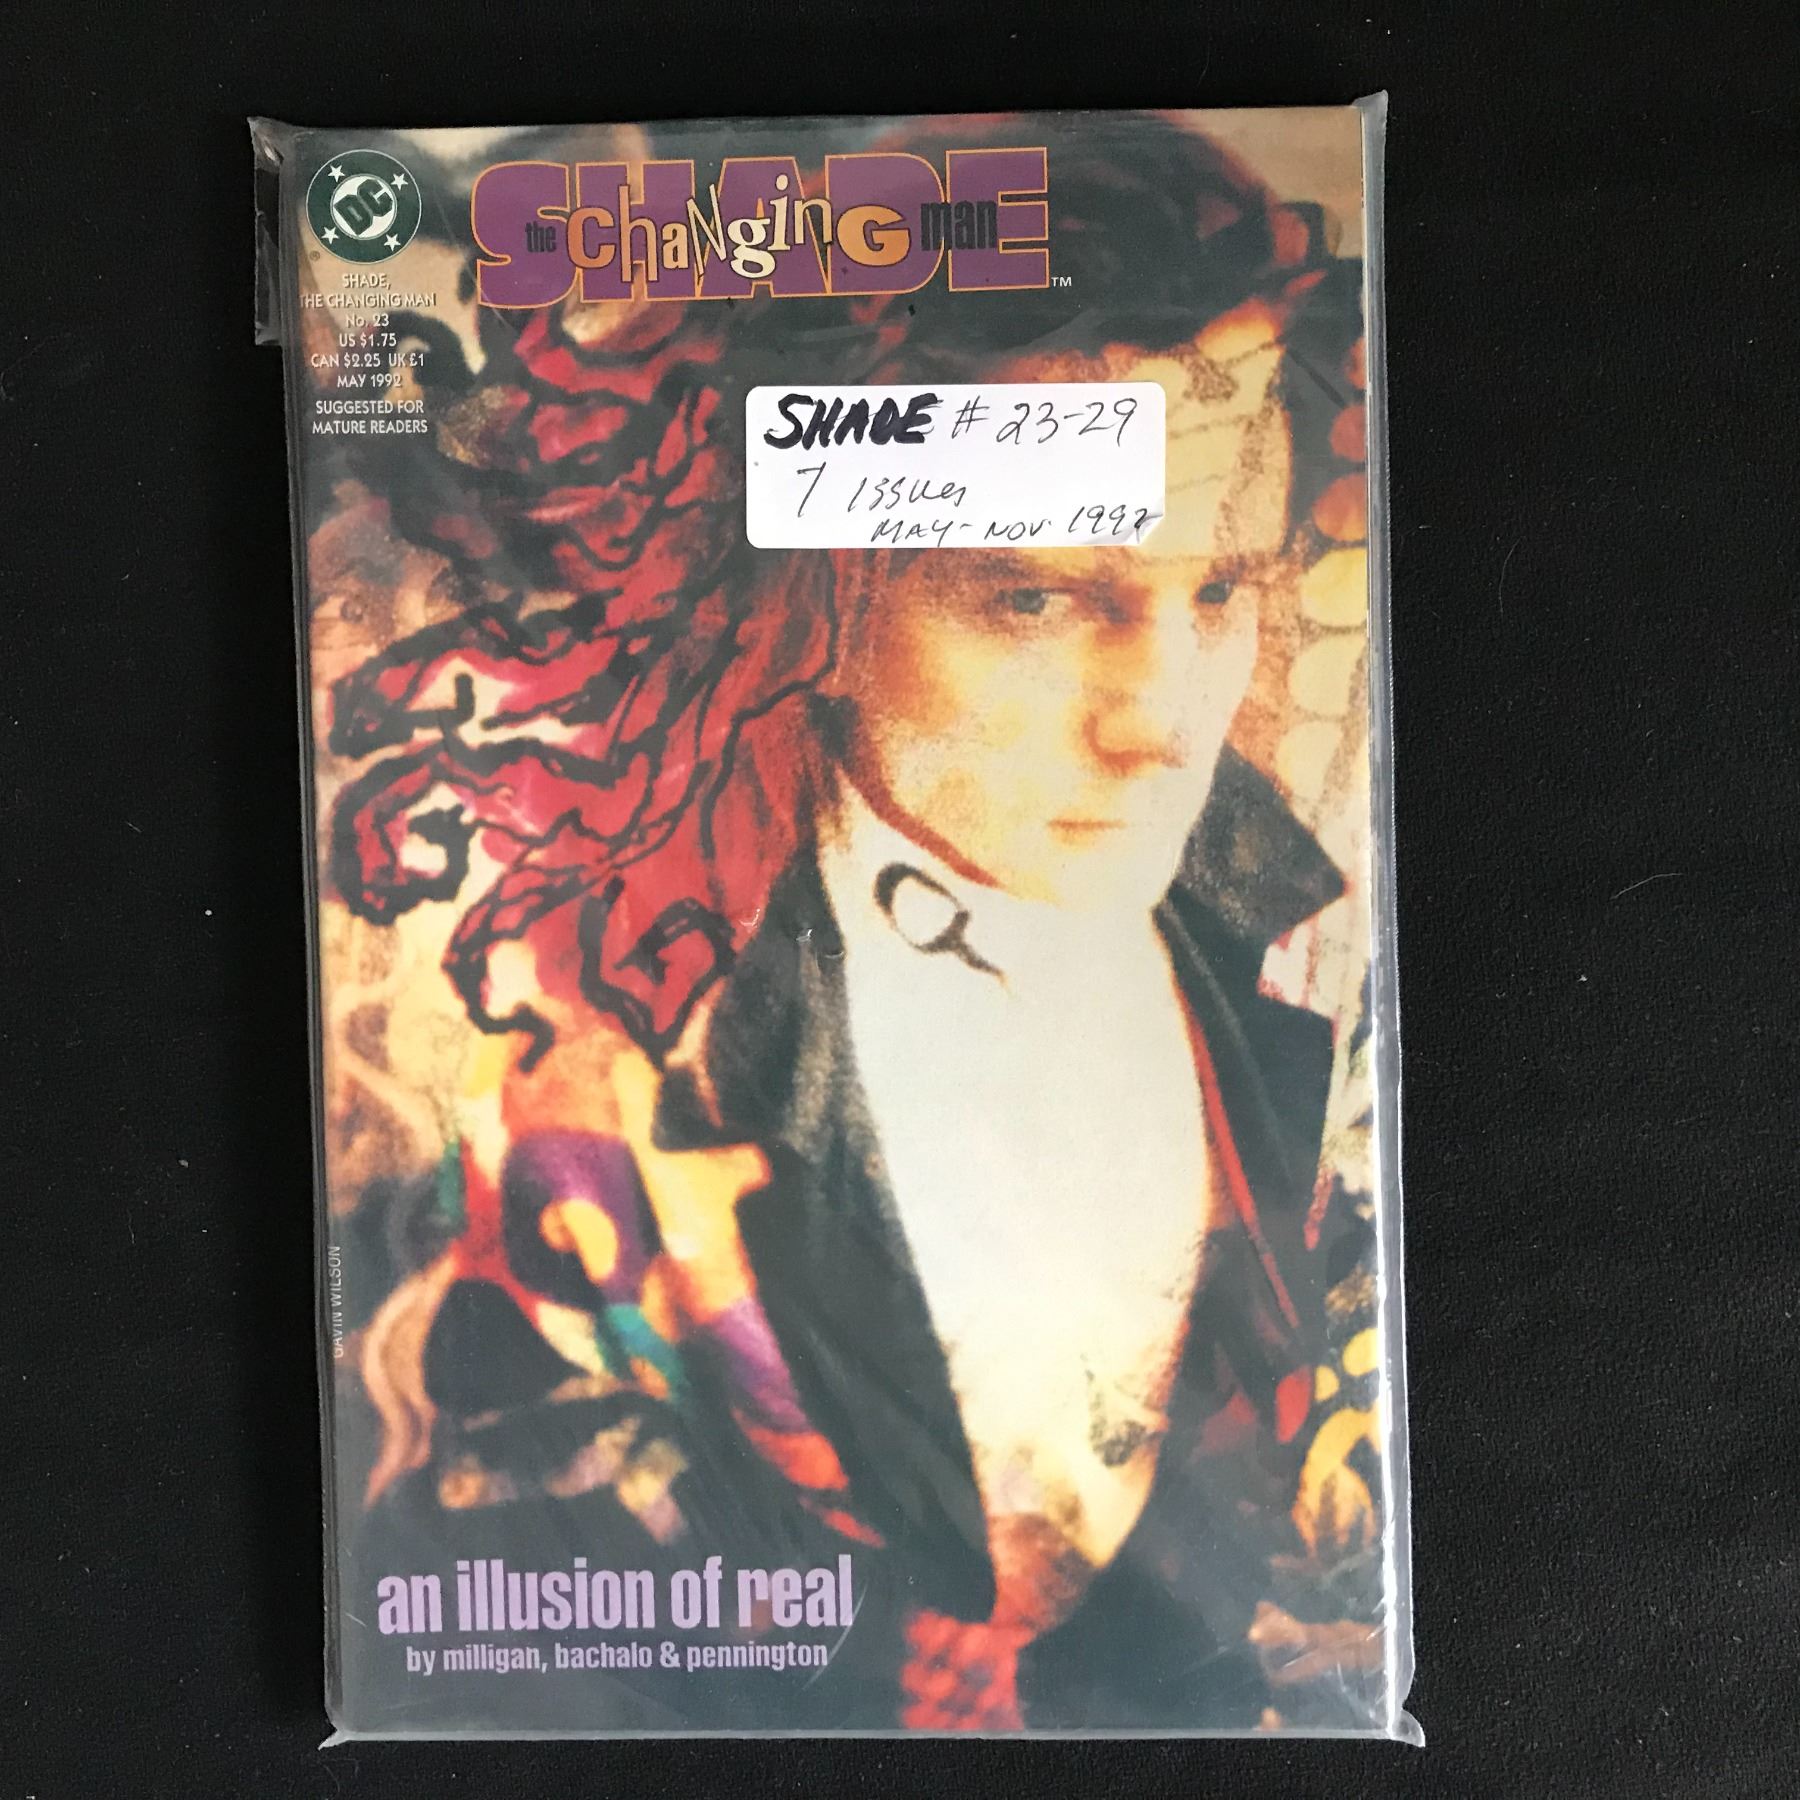 DC
®
SHADE
the changing man
™
SHADE,
THE CHANGING MAN
No. 23
US $1.75
CAN $2.25 UK £1
MAY 1992
SUGGESTED FOR
MATURE READERS
SHADE # 23-29
7 ISSUES
MAY - NOV. 1992
GAVIN WILSON
an illusion of real
by milligan, bachalo & pennington